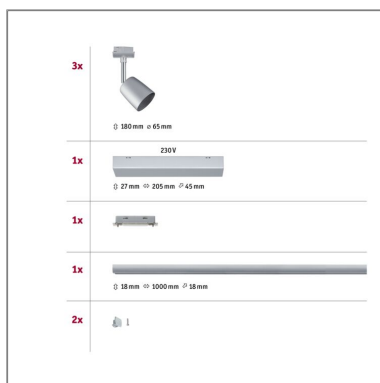 3x
⇕ 180 mm ⌀ 65 mm
1x
230 V
⇕ 27 mm ⇔ 205 mm ⤢ 45 mm
1x
1x
⇕ 18 mm ⇔ 1000 mm ⤢ 18 mm
2x